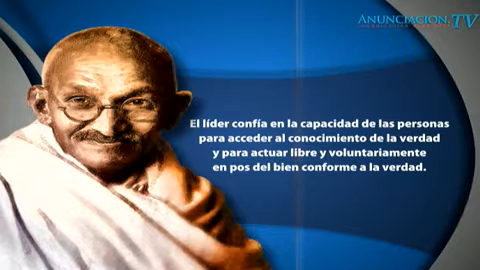 ANUNCIACION.TV
El líder confía en la capacidad de las personas
para acceder al conocimiento de la verdad
y para actuar libre y voluntariamente
en pos del bien conforme a la verdad.